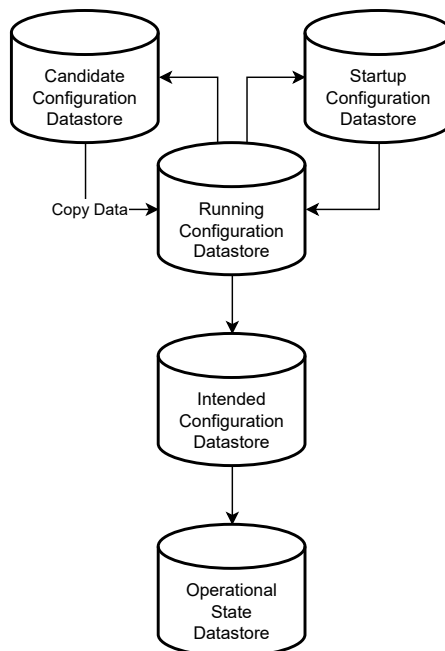 Candidate
Configuration
Datastore
Startup
Configuration
Datastore
Copy Data
Running
Configuration
Datastore
Intended
Configuration
Datastore
Operational
State
Datastore